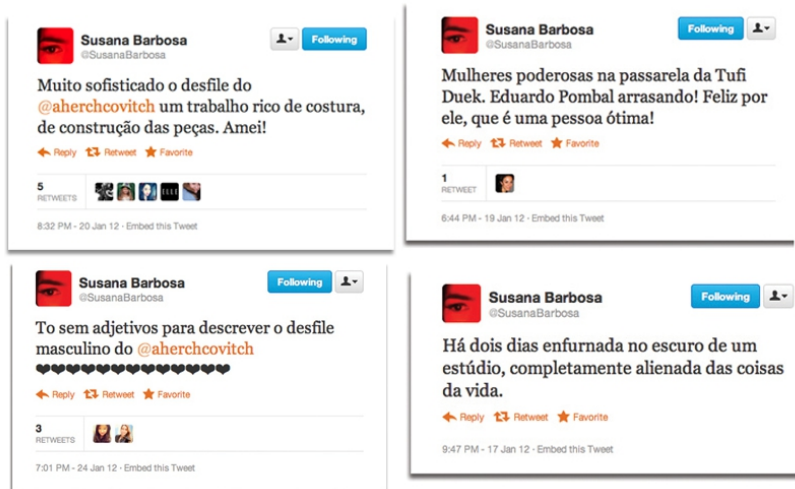 Susana Barbosa
@SusanaBarbosa
Following
Muito sofisticado o desfile do
@aherchcovitch um trabalho rico de costura,
de construção das peças. Amei!
Reply Retweet Favorite
5
RETWEETS
ELLE
8:32 PM - 20 Jan 12 · Embed this Tweet
Susana Barbosa
@SusanaBarbosa
Following
Mulheres poderosas na passarela da Tufi
Duek. Eduardo Pombal arrasando! Feliz por
ele, que é uma pessoa ótima!
Reply Retweet Favorite
1
RETWEET
6:44 PM - 19 Jan 12 · Embed this Tweet
Susana Barbosa
@SusanaBarbosa
Following
To sem adjetivos para descrever o desfile
masculino do @aherchcovitch
❤❤❤❤❤❤❤❤❤❤❤❤❤
Reply Retweet Favorite
3
RETWEETS
7:01 PM - 24 Jan 12 · Embed this Tweet
Susana Barbosa
@SusanaBarbosa
Following
Há dois dias enfurnada no escuro de um
estúdio, completamente alienada das coisas
da vida.
Reply Retweet Favorite
9:47 PM - 17 Jan 12 · Embed this Tweet